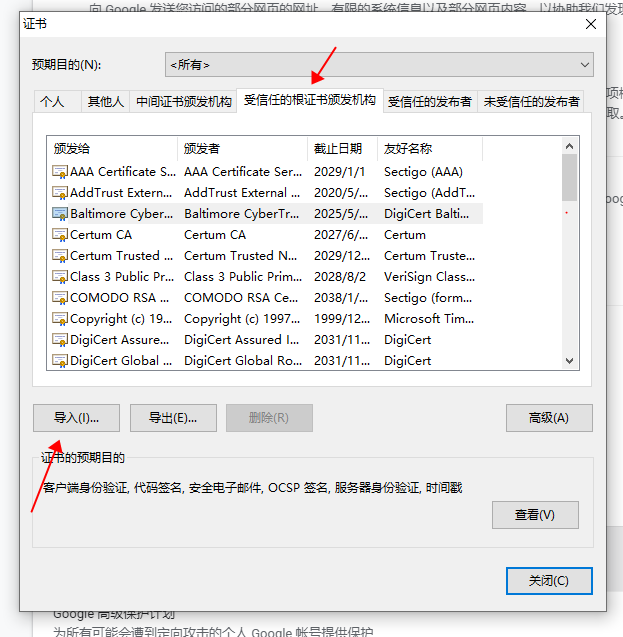 向 Google 发送您访问的部分网页的网址、有限的系统信息以及部分网页内容，以协助我们发现
证书
预期目的(N):
<所有>
个人 其他人 中间证书颁发机构 受信任的根证书颁发机构 受信任的发布者 未受信任的发布者
颁发给 颁发者 截止日期 友好名称
AAA Certificate S... AAA Certificate Ser... 2029/1/1 Sectigo (AAA)
AddTrust Extern... AddTrust External ... 2020/5/... Sectigo (AddT...
Baltimore Cyber... Baltimore CyberTr... 2025/5/... DigiCert Balti...
Certum CA Certum CA 2027/6/... Certum
Certum Trusted ... Certum Trusted N... 2029/12... Certum Truste...
Class 3 Public Pr... Class 3 Public Prim... 2028/8/2 VeriSign Class...
COMODO RSA ... COMODO RSA Ce... 2038/1/... Sectigo (form...
Copyright (c) 19... Copyright (c) 1997... 1999/12... Microsoft Tim...
DigiCert Assure... DigiCert Assured I... 2031/11... DigiCert
DigiCert Global ... DigiCert Global Ro... 2031/11... DigiCert
导入(I)... 导出(E)... 删除(R) 高级(A)
证书的预期目的
客户端身份验证, 代码签名, 安全电子邮件, OCSP 签名, 服务器身份验证, 时间戳
查看(V)
关闭(C)
Google 高级保护计划
为所有可能会遭到定向攻击的个人 Google 帐号提供保护